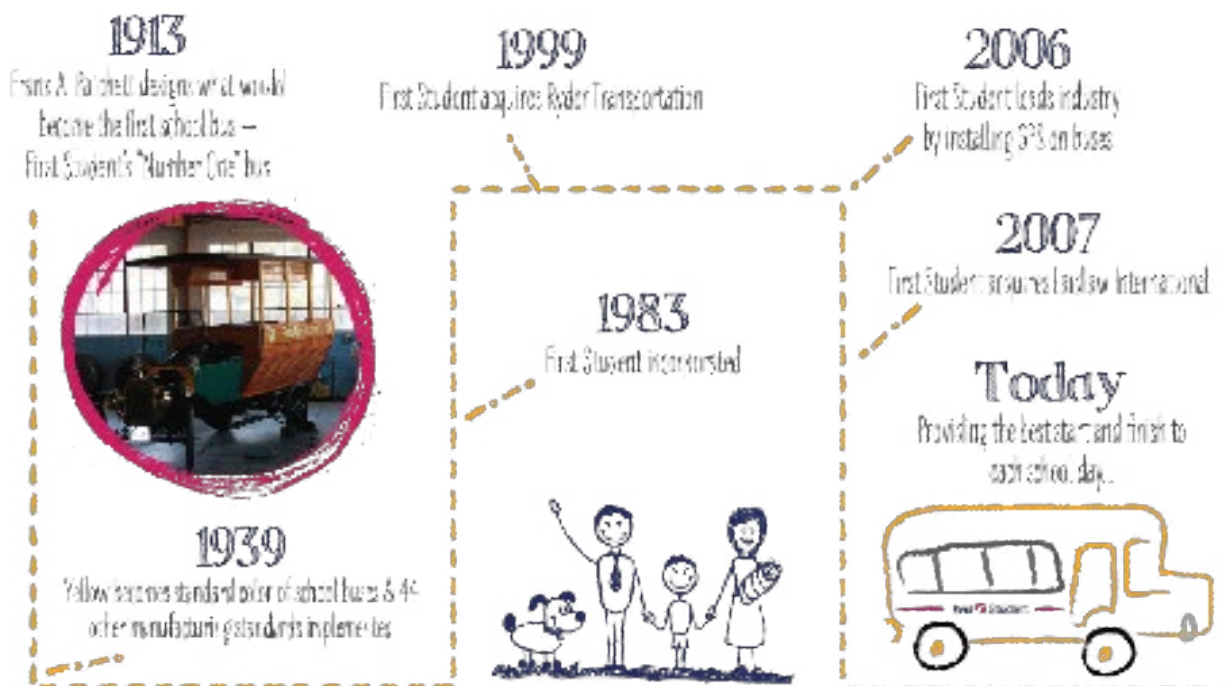 1913
Frank A. Patchett designs what would
become the first school bus —
First Student's "Number One" bus
1939
Yellow becomes standard color of school buses & 44
other manufacturing standards implemented
1983
First Student incorporated
1999
First Student acquires Ryder Transportation
2006
First Student leads industry
by installing GPS on buses
2007
First Student acquires Laidlaw International
Today
Providing the best start and finish to
each school day...
First Student